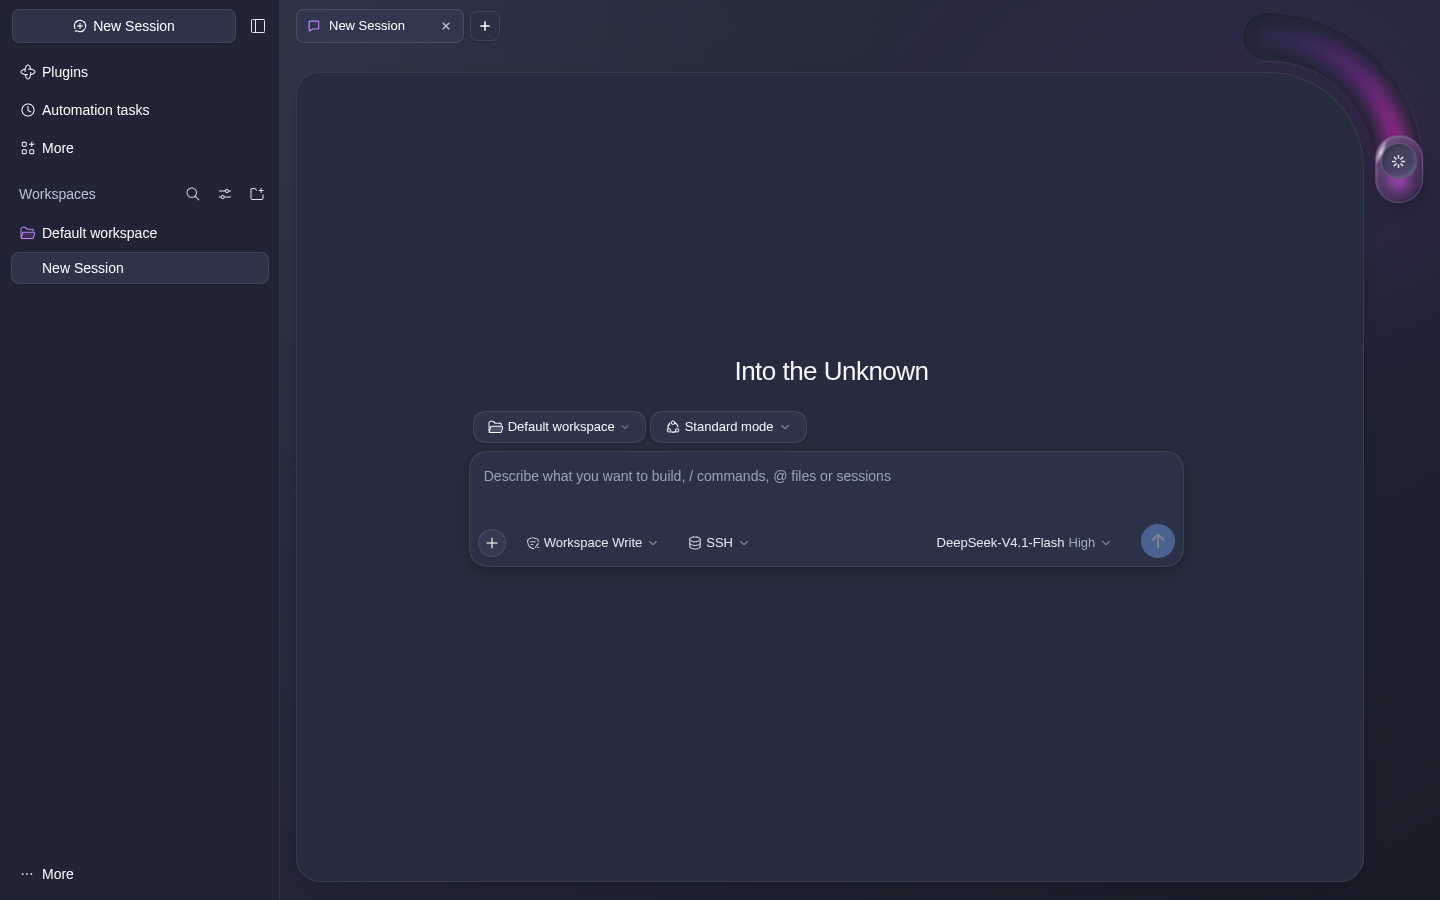 New Session
Plugins
Automation tasks
More
Workspaces
Default workspace
New Session
More
New Session
Into the Unknown
Default workspace
Standard mode
Describe what you want to build, / commands, @ files or sessions
Workspace Write
SSH
DeepSeek-V4.1-Flash High